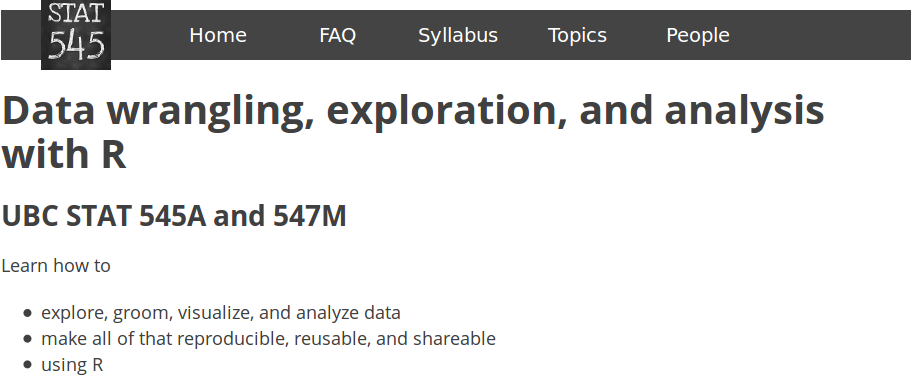 STAT
545
Home FAQ Syllabus Topics People
Data wrangling, exploration, and analysis
with R
UBC STAT 545A and 547M
Learn how to
• explore, groom, visualize, and analyze data
• make all of that reproducible, reusable, and shareable
• using R